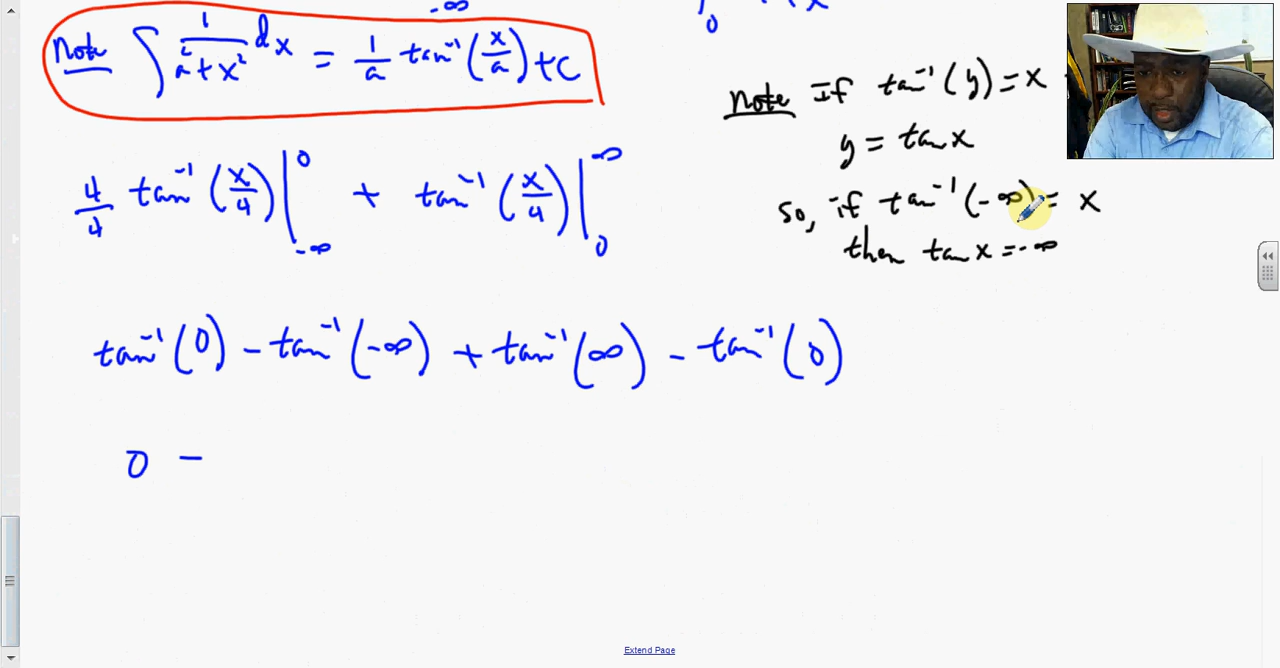 -∞
0
Note ∫ 1/(a²+x²) dx = 1/a tan⁻¹(x/a) + C
Note If tan⁻¹(y) = x
y = tan x
so, if tan⁻¹(-∞) = x
then tan x = -∞
4/4 tan⁻¹(x/4) |₋∞⁰ + tan⁻¹(x/4) |₀^∞
tan⁻¹(0) - tan⁻¹(-∞) + tan⁻¹(∞) - tan⁻¹(0)
0 -
Extend Page